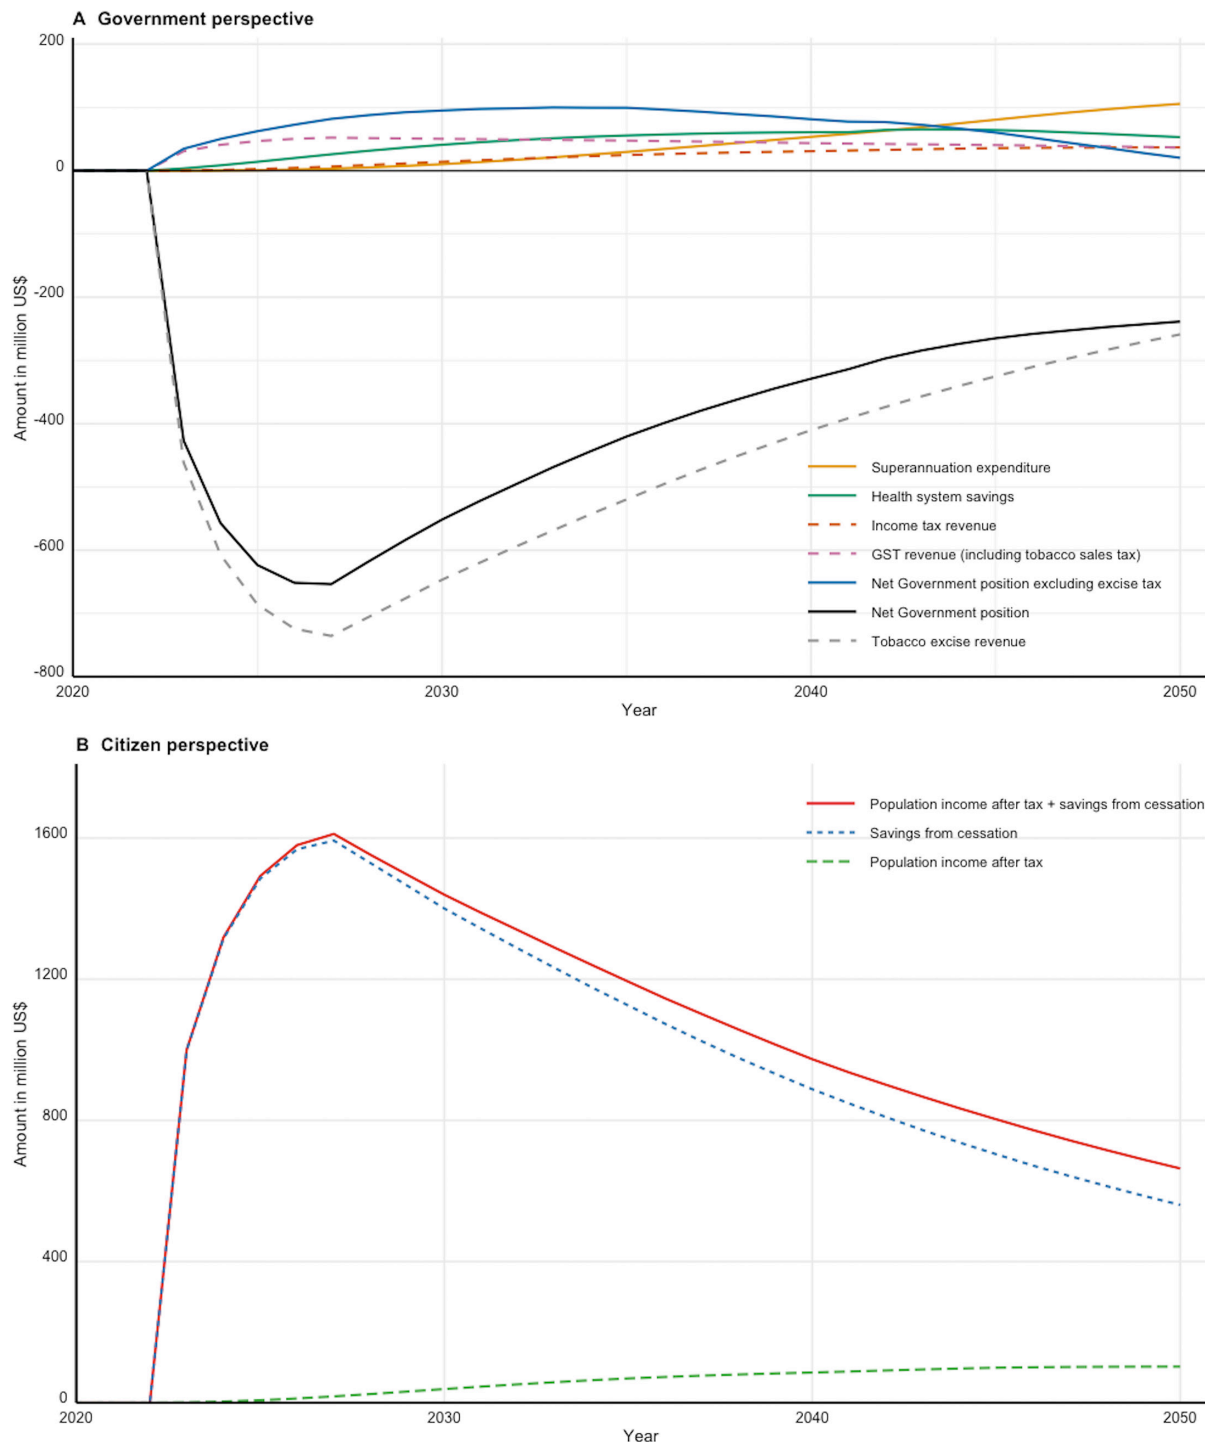 A Government perspective
200
0
-200
-400
-600
-800
Amount in million US$
Superannuation expenditure
Health system savings
Income tax revenue
GST revenue (including tobacco sales tax)
Net Government position excluding excise tax
Net Government position
Tobacco excise revenue
2020 2030 2040 2050
Year
B Citizen perspective
1600
1200
800
400
0
Amount in million US$
Population income after tax + savings from cessation
Savings from cessation
Population income after tax
2020 2030 2040 2050
Year